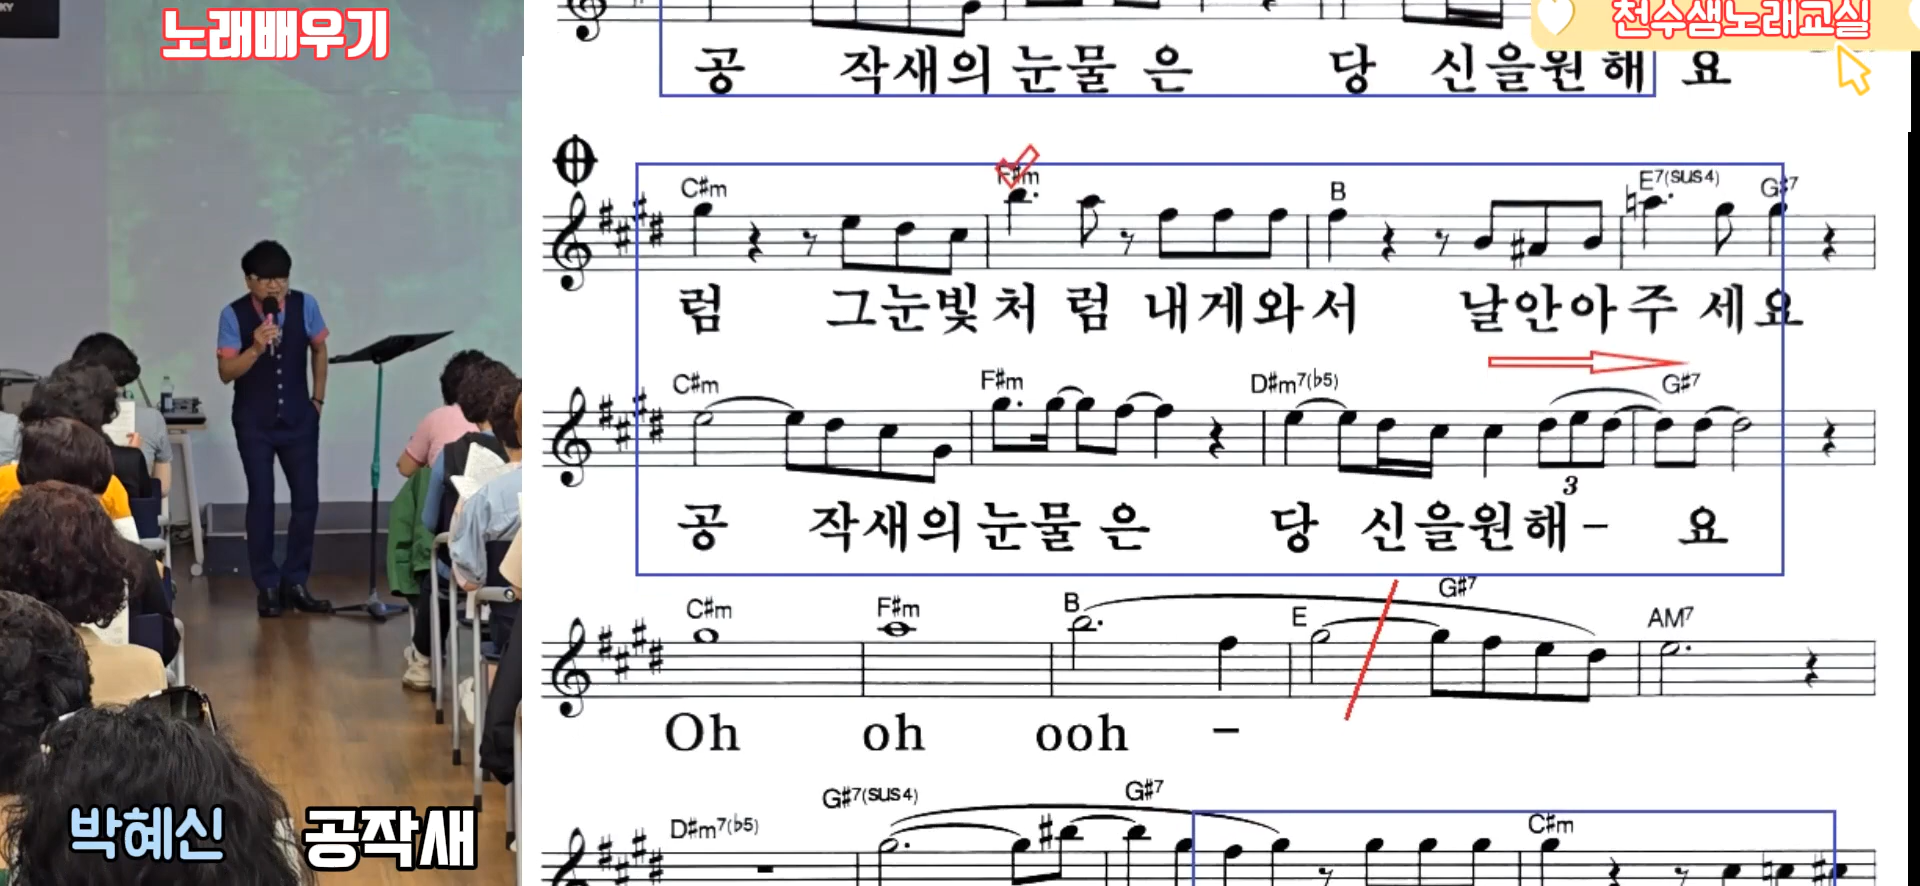 노래배우기
천수샘노래교실
공 작새의 눈물 은 당 신을원 해 요
C#m F#m B E7(sus4) G#7
럼 그눈빛 처 럼 내게와서 날안아 주 세요
C#m F#m D#m7(b5) G#7
3
공 작새의 눈물 은 당 신을원해 - 요
C#m F#m B E G#7 AM7
Oh oh ooh -
D#m7(b5) G#7(sus4) G#7 C#m
박혜신 공작새